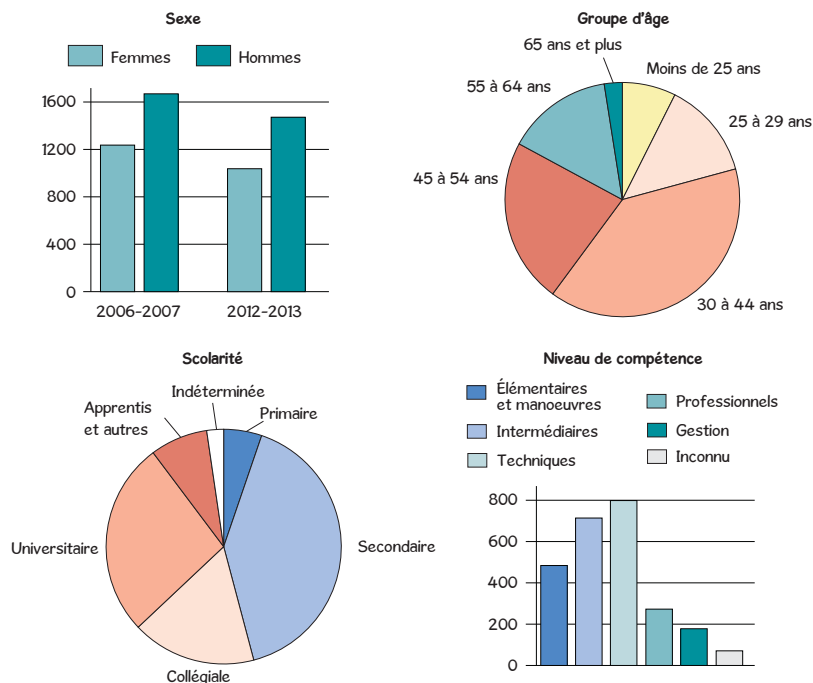 Sexe
Femmes
Hommes
1600
1200
800
400
0
2006-2007
2012-2013
Groupe d'âge
65 ans et plus
Moins de 25 ans
55 à 64 ans
25 à 29 ans
45 à 54 ans
30 à 44 ans
Scolarité
Indéterminée
Apprentis
et autres
Primaire
Universitaire
Secondaire
Collégiale
Niveau de compétence
Élémentaires
et manoeuvres
Intermédiaires
Techniques
Professionnels
Gestion
Inconnu
800
600
400
200
0